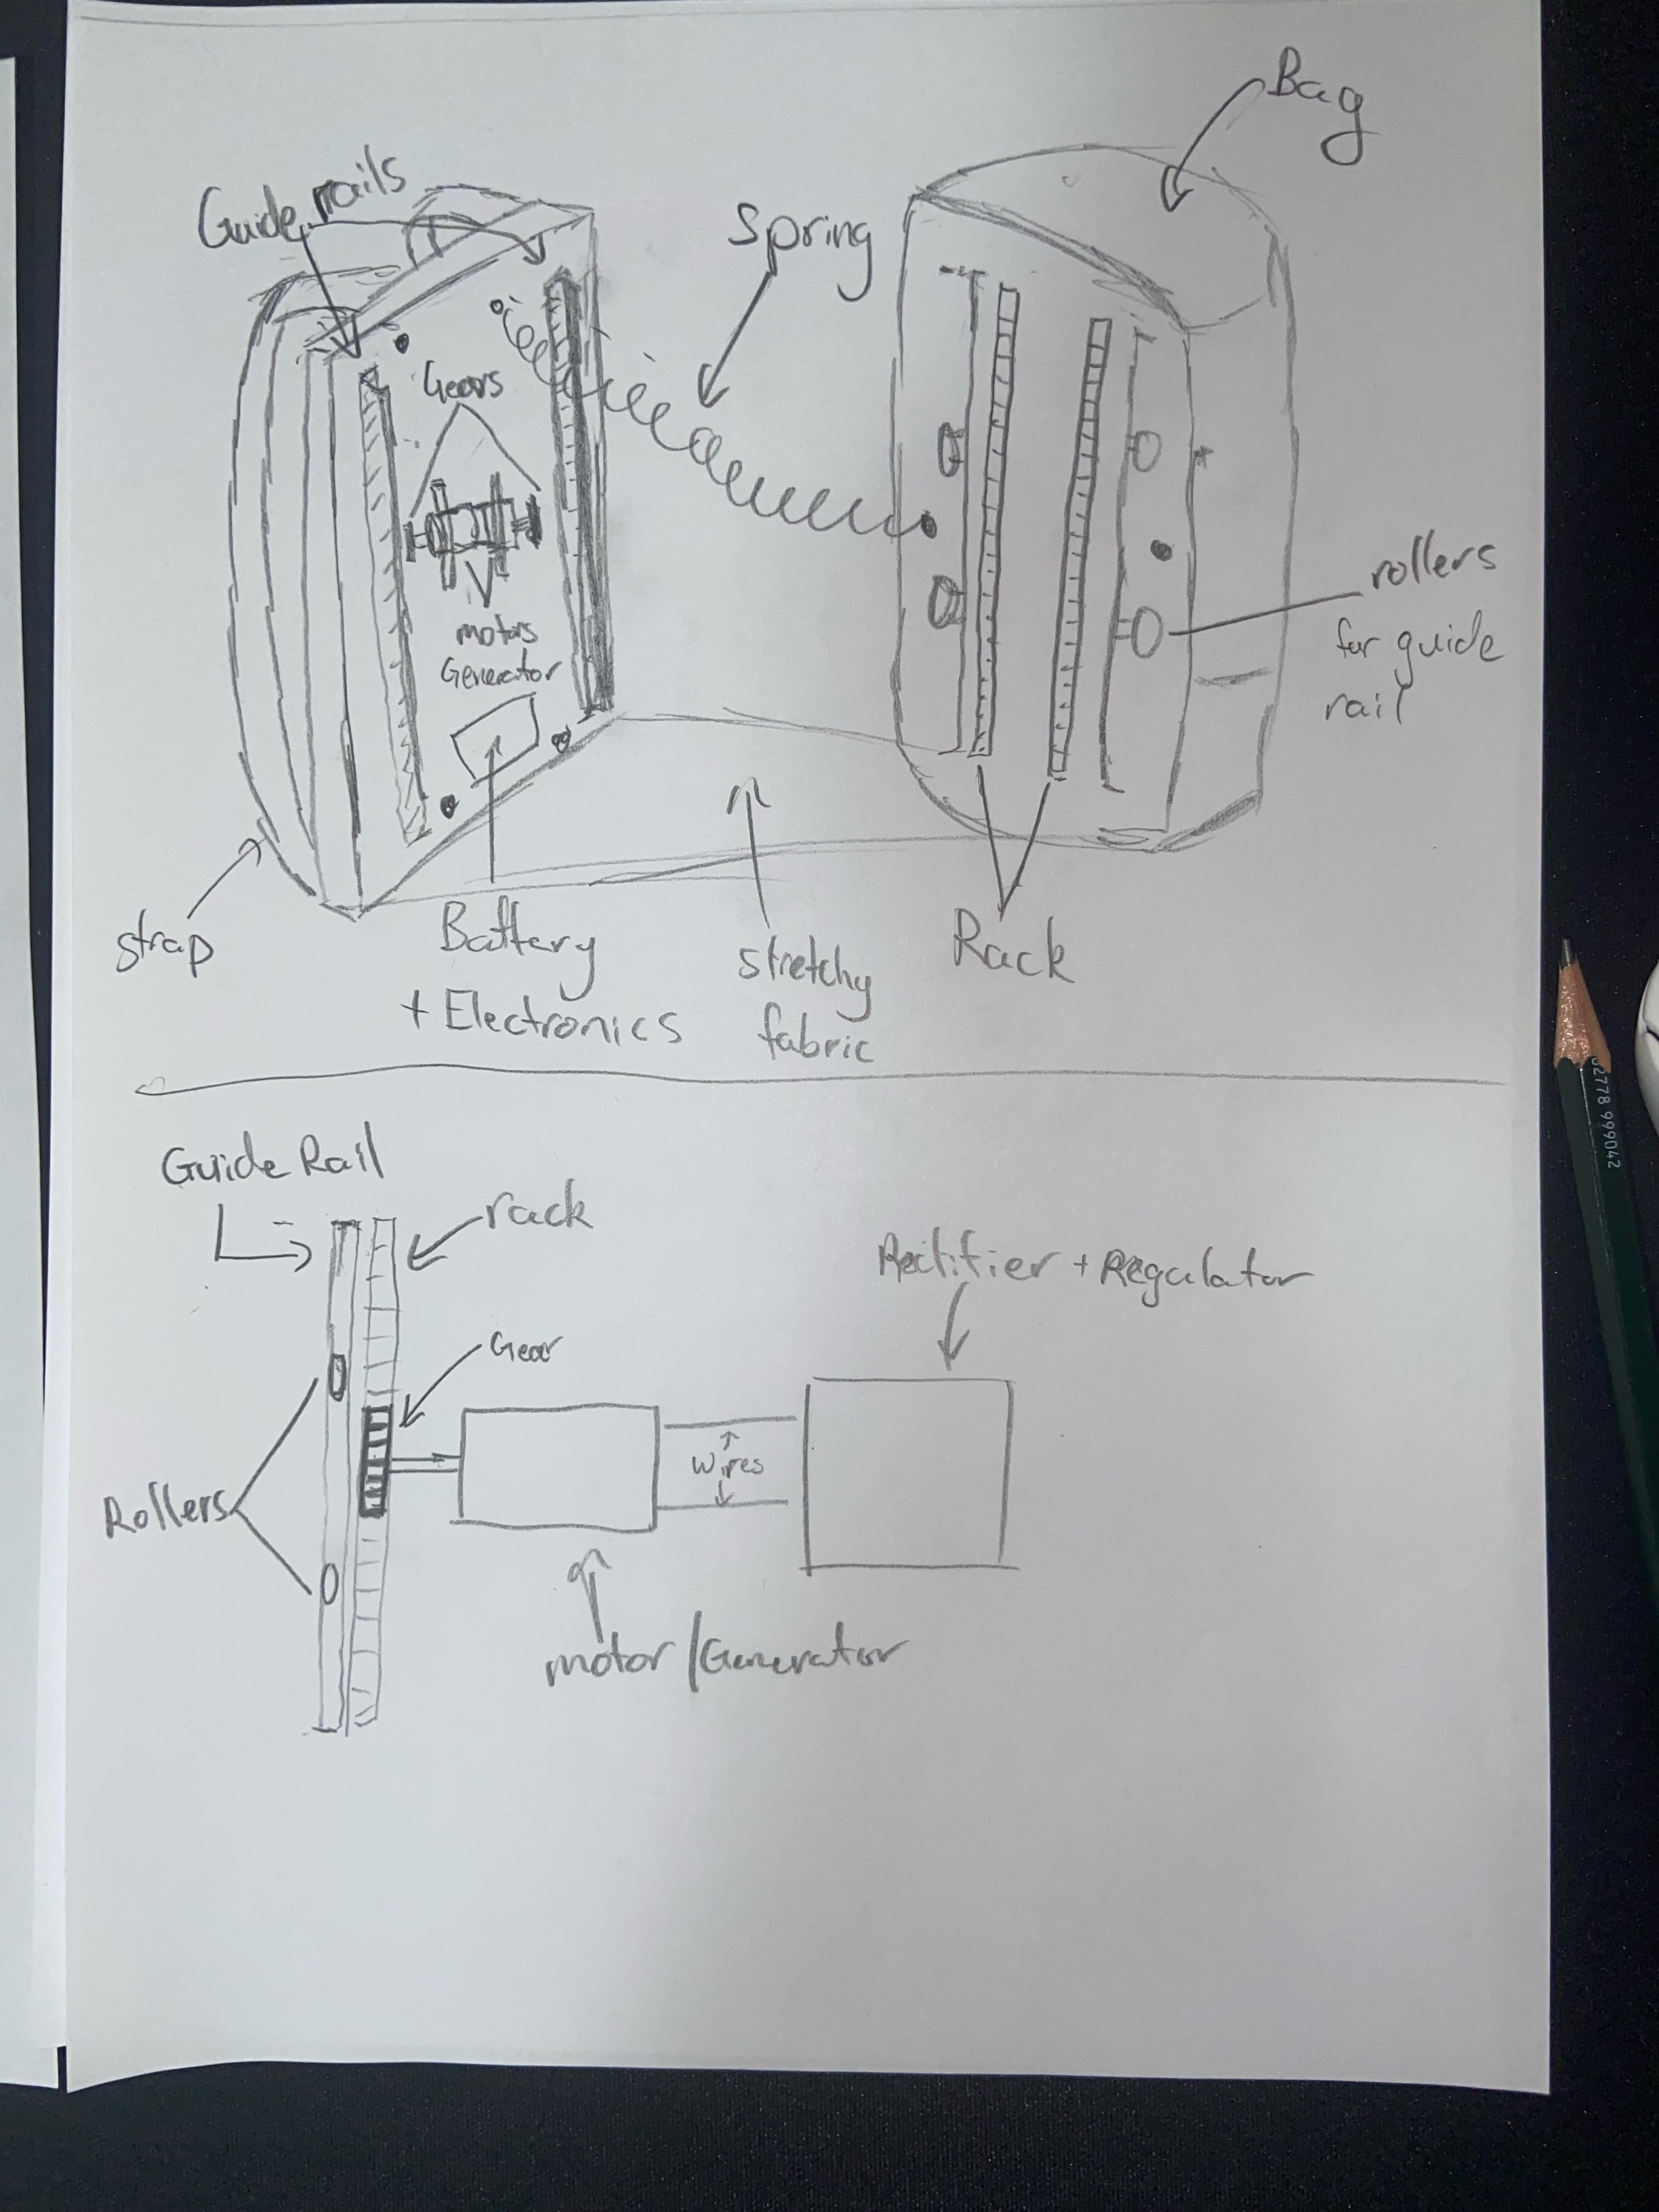 Bag
Guide rails
Spring
Gears
motors
Generator
rollers
for guide
rail
strap
Battery
+ Electronics
stretchy
fabric
Rack
Guide Rail
rack
Rectifier + Regulator
Gear
wires
Rollers
motor/Generator
02778 999042